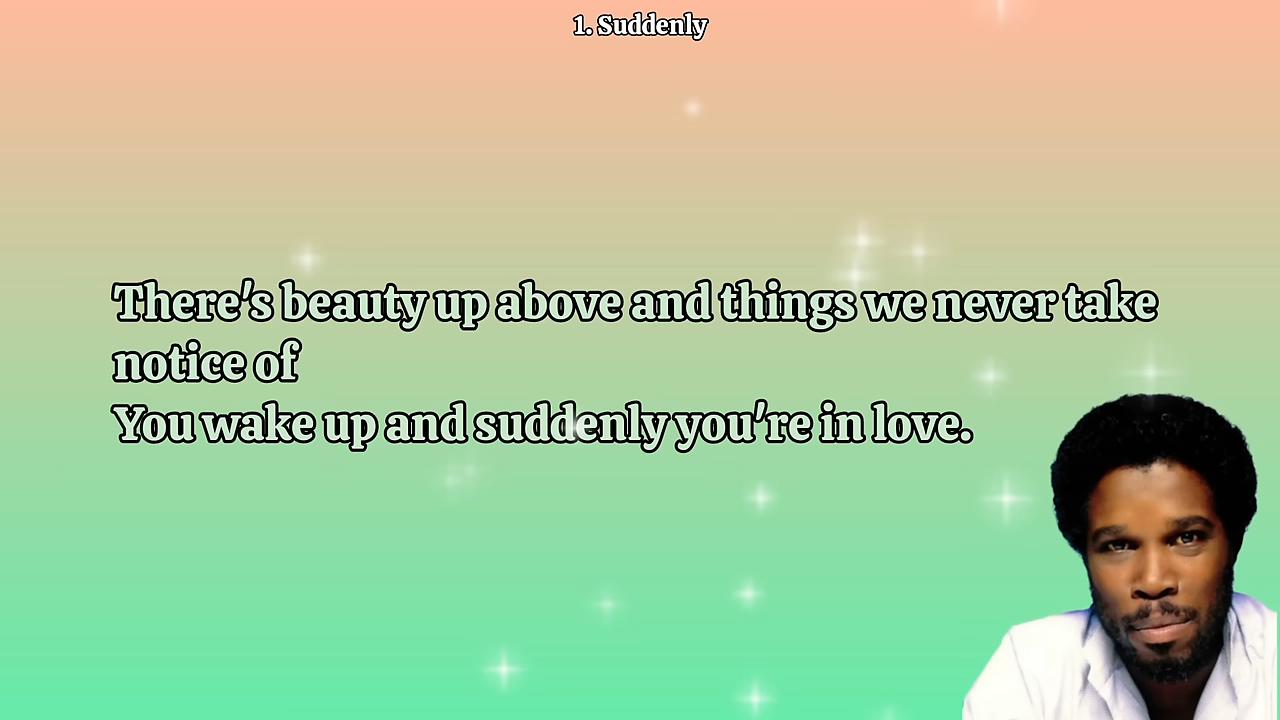 1. Suddenly
There's beauty up above and things we never take
notice of
You wake up and suddenly you're in love.